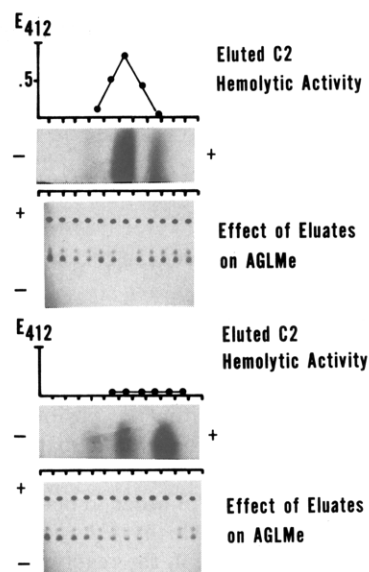 E412
.5
Eluted C2
Hemolytic Activity
− +
+
Effect of Eluates
on AGLMe
−
E412
Eluted C2
Hemolytic Activity
− +
+
Effect of Eluates
on AGLMe
−